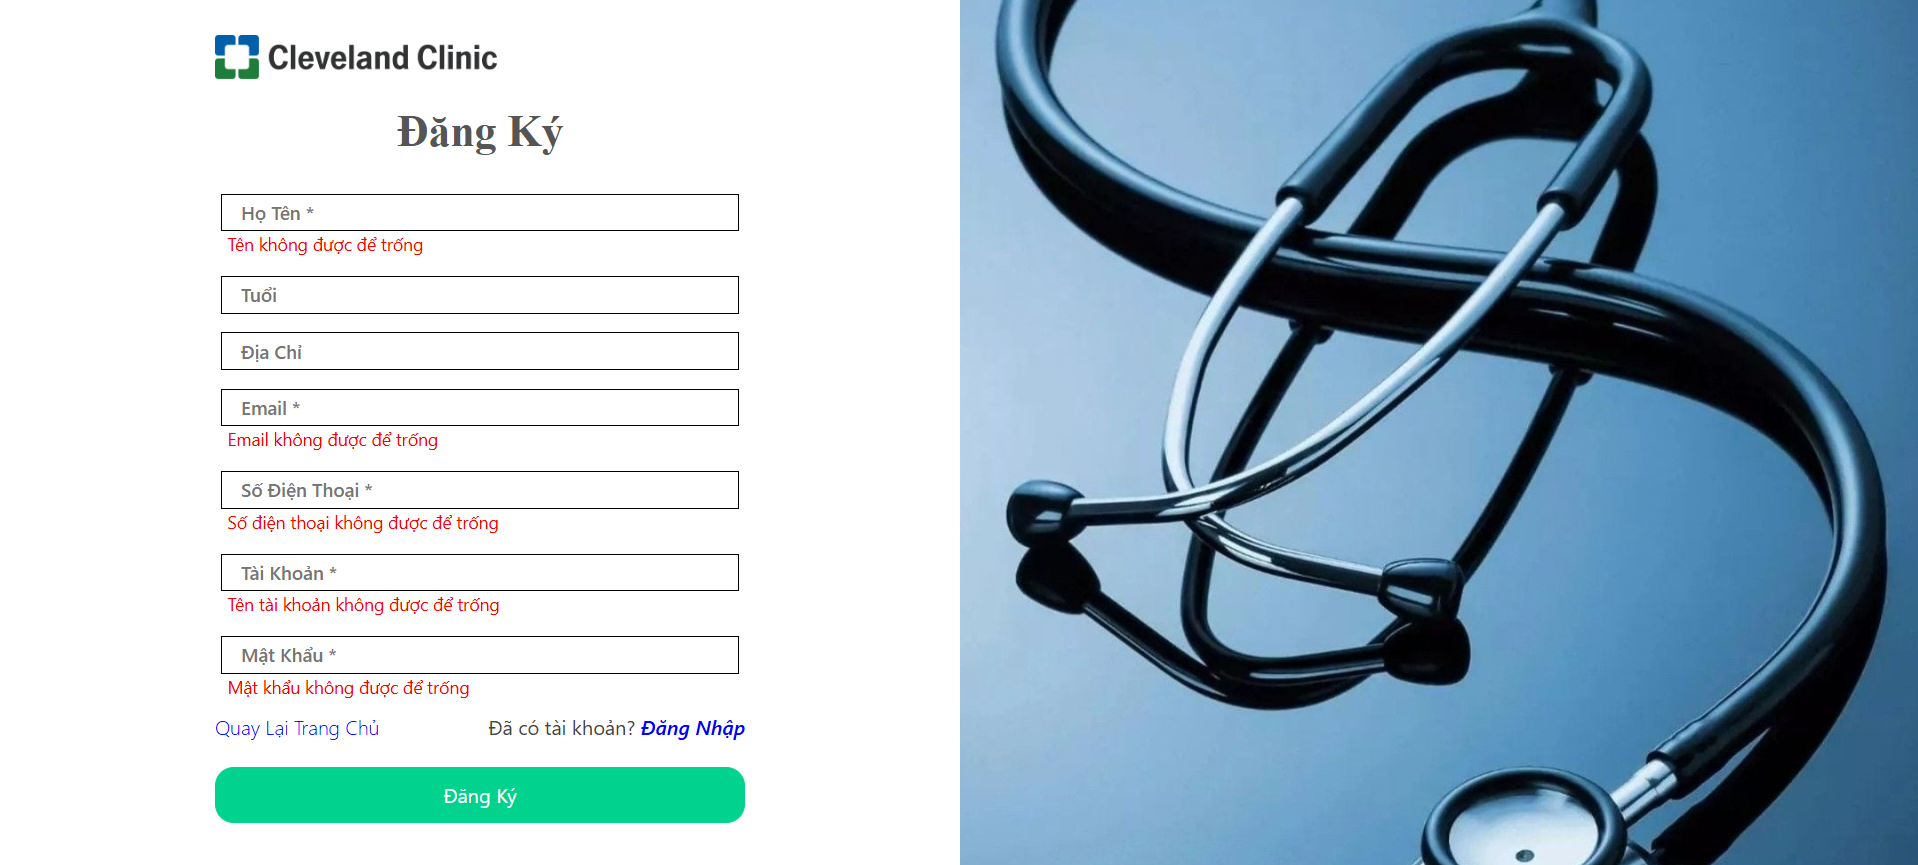 Cleveland Clinic
Đăng Ký
Họ Tên *
Tên không được để trống
Tuổi
Địa Chỉ
Email *
Email không được để trống
Số Điện Thoại *
Số điện thoại không được để trống
Tài Khoản *
Tên tài khoản không được để trống
Mật Khẩu *
Mật khẩu không được để trống
Quay Lại Trang Chủ
Đã có tài khoản? Đăng Nhập
Đăng Ký